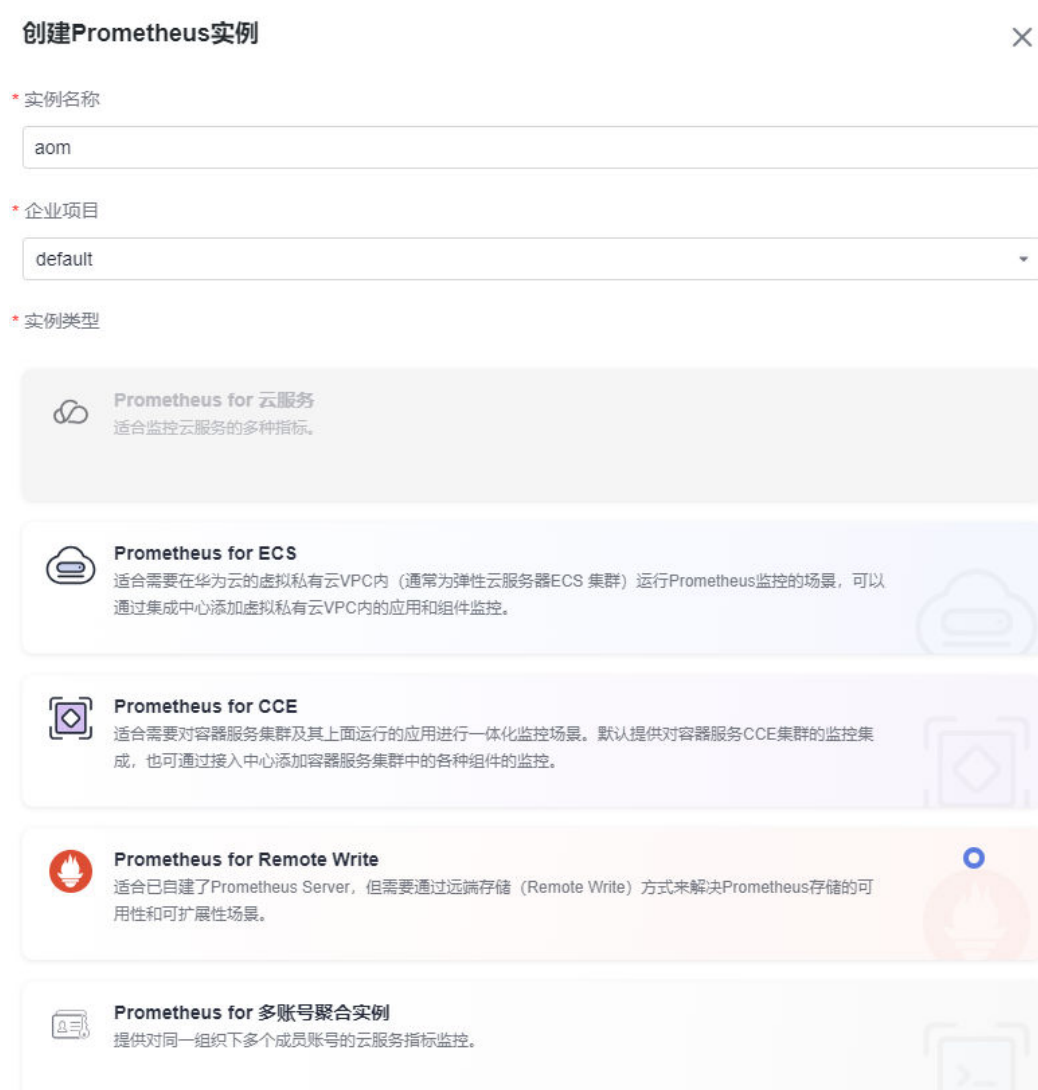 创建Prometheus实例
* 实例名称
aom
* 企业项目
default
* 实例类型
Prometheus for 云服务
适合监控云服务的多种指标。
Prometheus for ECS
适合需要在华为云的虚拟私有云VPC内（通常为弹性云服务器ECS 集群）运行Prometheus监控的场景，可以
通过集成中心添加虚拟私有云VPC内的应用和组件监控。
Prometheus for CCE
适合需要对容器服务集群及其上面运行的应用进行一体化监控场景。默认提供对容器服务CCE集群的监控集
成，也可通过接入中心添加容器服务集群中的各种组件的监控。
Prometheus for Remote Write
适合已自建了Prometheus Server，但需要通过远端存储（Remote Write）方式来解决Prometheus存储的可
用性和可扩展性场景。
Prometheus for 多账号聚合实例
提供对同一组织下多个成员账号的云服务指标监控。